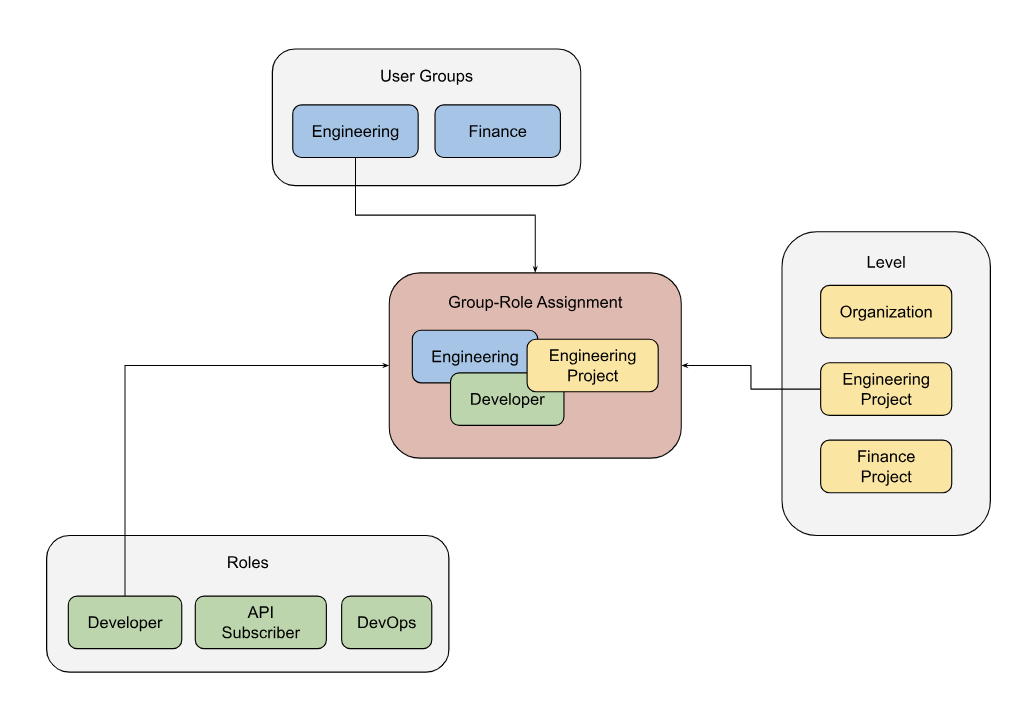 User Groups
Engineering
Finance
Level
Organization
Engineering
Project
Finance
Project
Group-Role Assignment
Engineering
Engineering
Project
Developer
Roles
Developer
API
Subscriber
DevOps